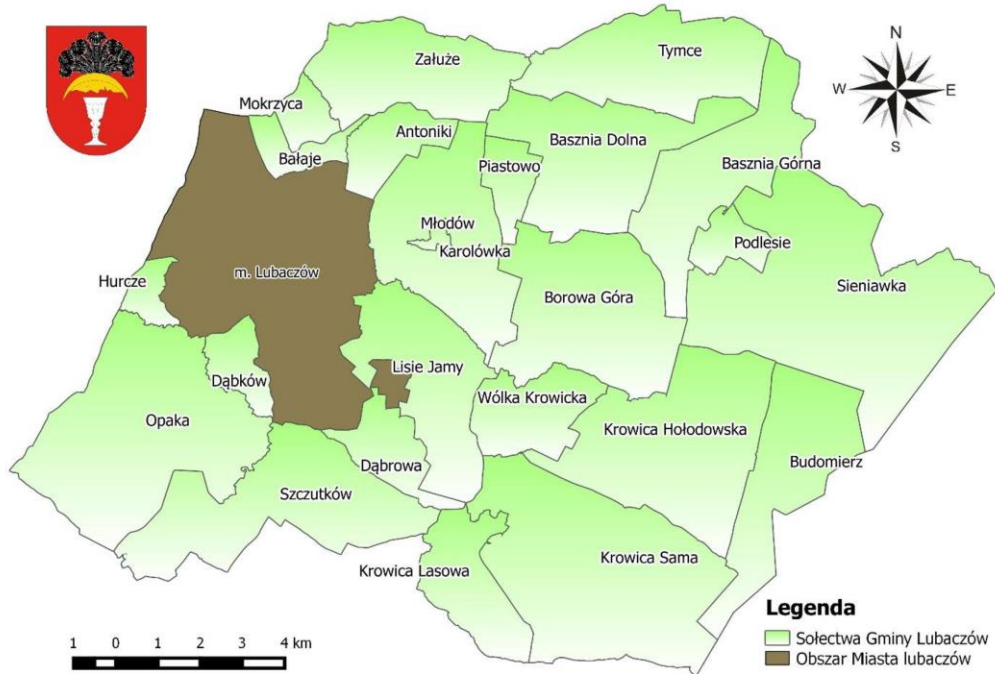 Załuże
Tymce
N
W
E
S
Mokrzyca
Antoniki
Basznia Dolna
Bałaje
Piastowo
Basznia Górna
Młodów
Karolówka
Podlesie
m. Lubaczów
Hurcze
Borowa Góra
Sieniawka
Lisie Jamy
Dąbków
Wólka Krowicka
Opaka
Krowica Hołodowska
Dąbrowa
Budomierz
Szczutków
Krowica Sama
Krowica Lasowa
Legenda
Sołectwa Gminy Lubaczów
Obszar Miasta lubaczów
1 0 1 2 3 4 km